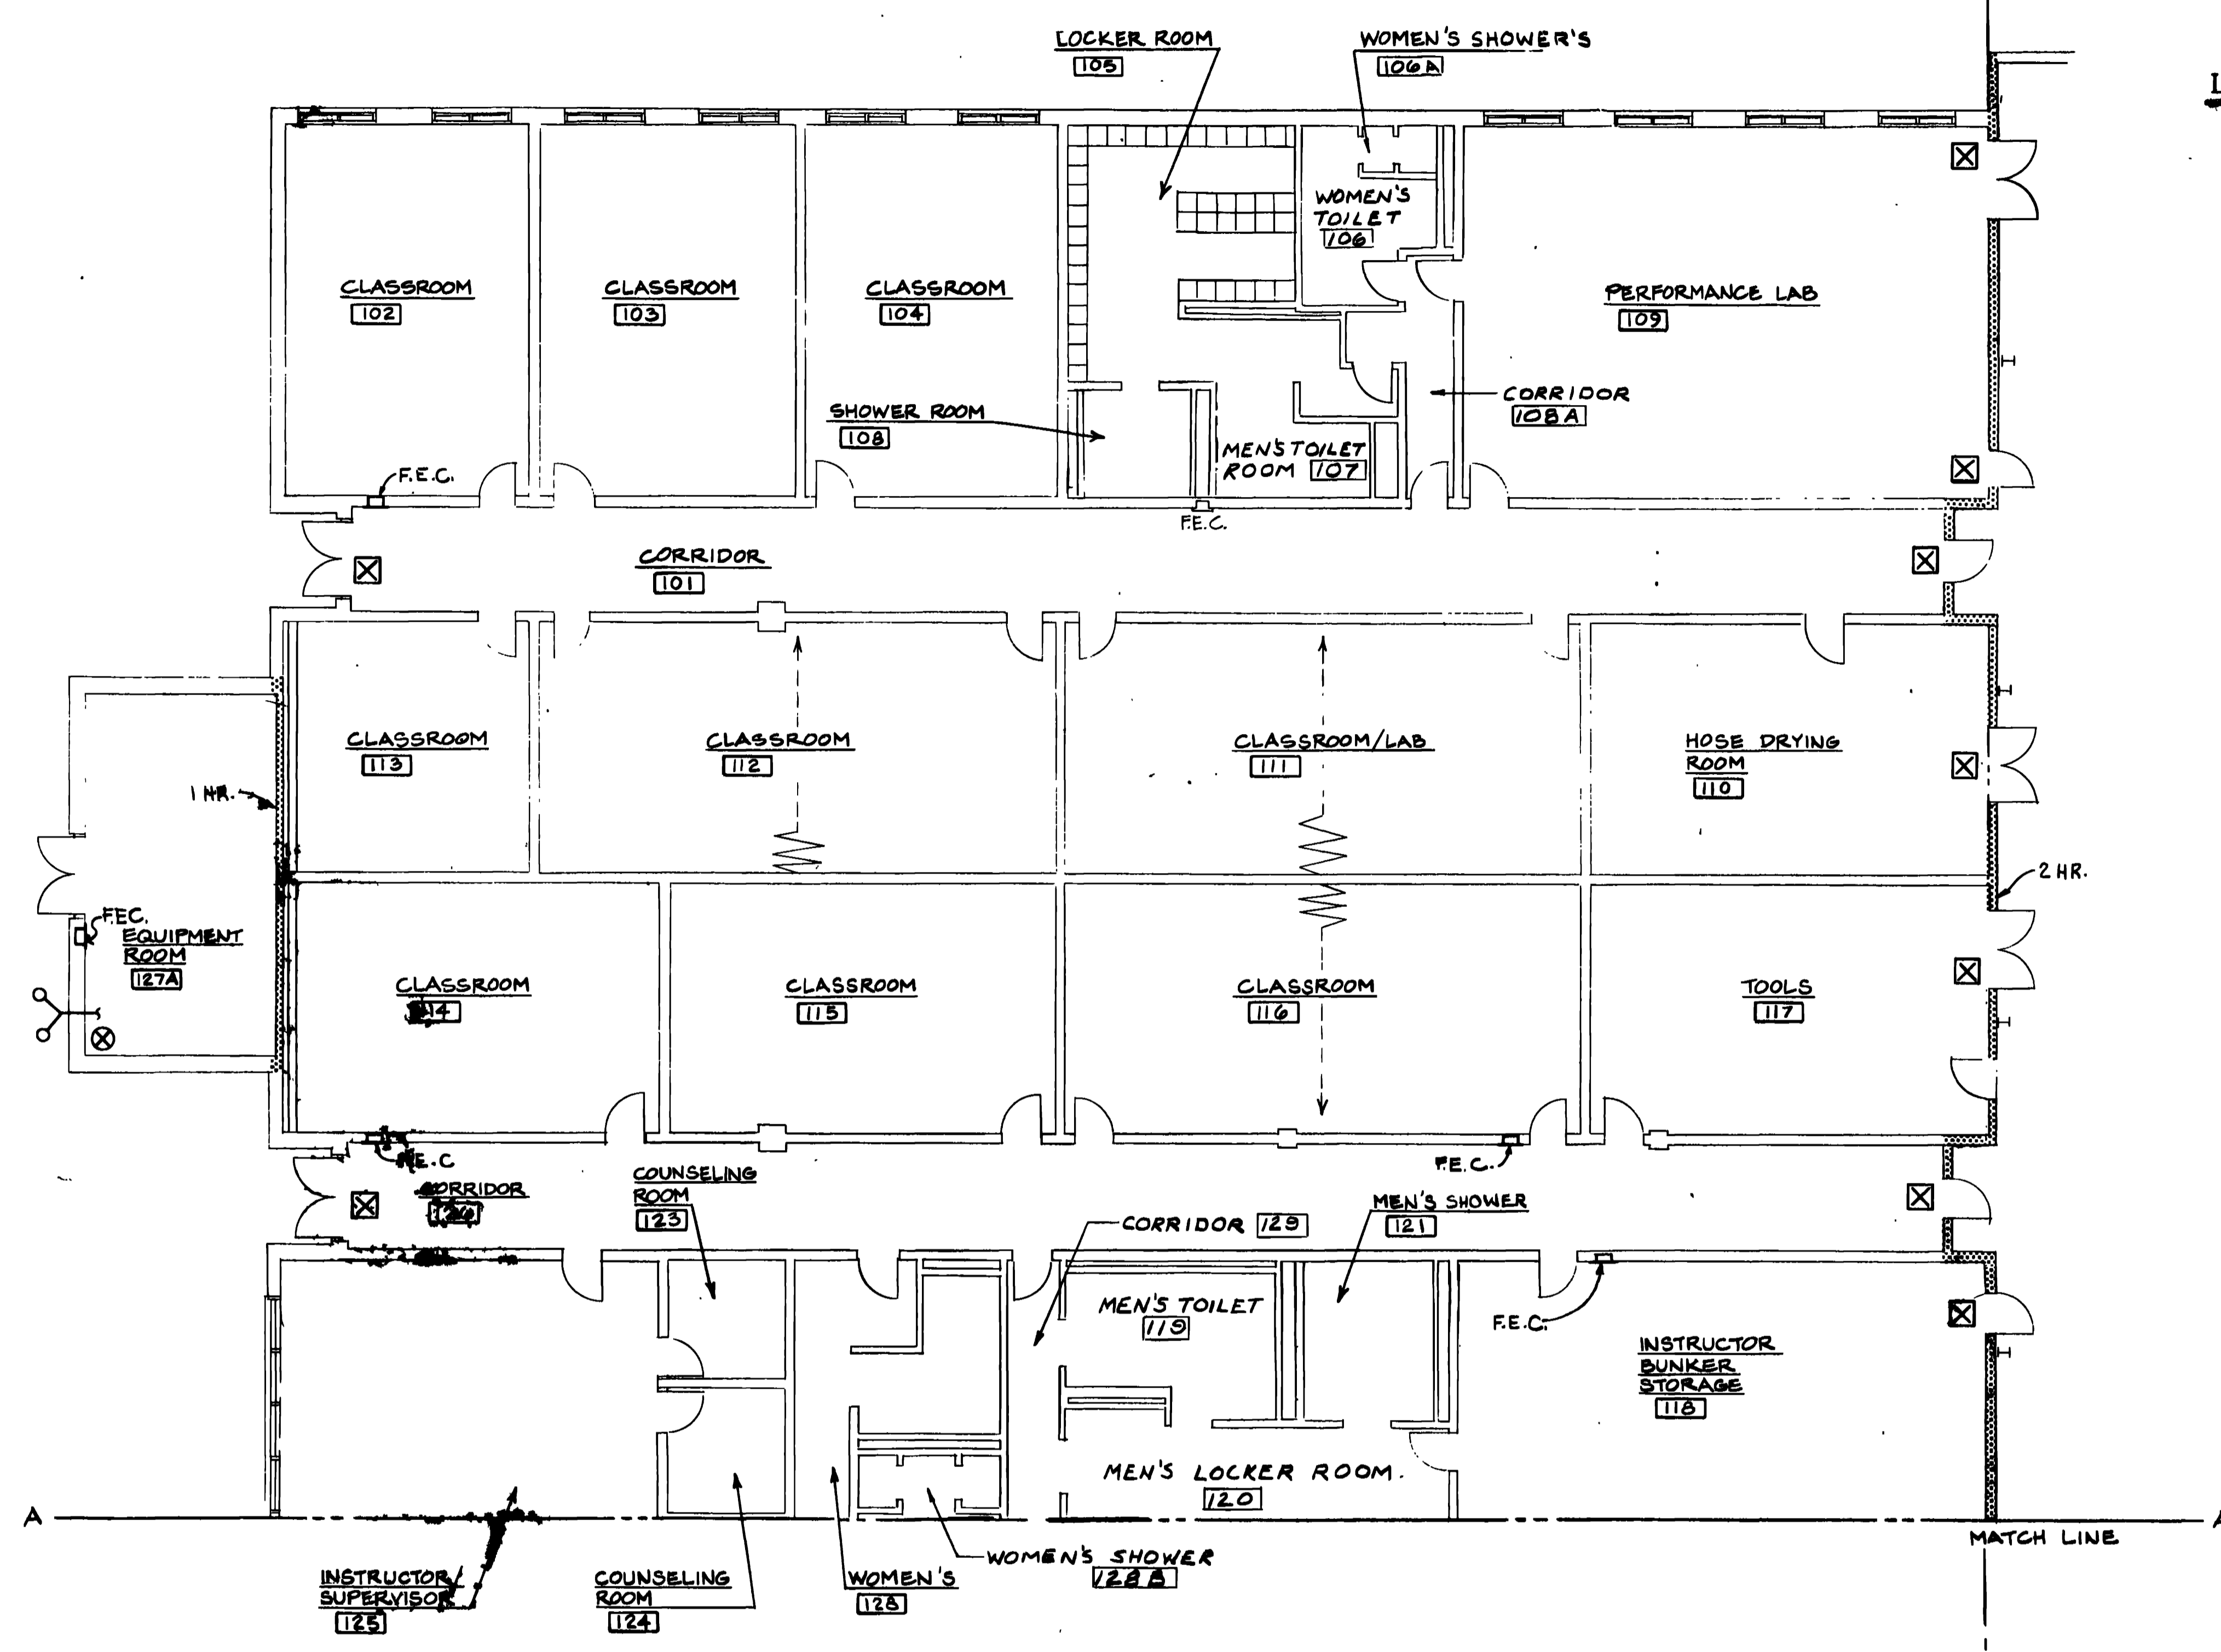 LOCKER ROOM
105
WOMEN'S SHOWER'S
106A
WOMEN'S
TOILET
106
CLASSROOM
102
CLASSROOM
103
CLASSROOM
104
PERFORMANCE LAB
109
SHOWER ROOM
108
CORRIDOR
108A
MEN'S TOILET
ROOM 107
F.E.C.
F.E.C.
CORRIDOR
101
CLASSROOM
113
CLASSROOM
112
CLASSROOM/LAB
111
HOSE DRYING
ROOM
110
1 HR.
2 HR.
F.E.C.
EQUIPMENT
ROOM
127A
CLASSROOM
CLASSROOM
115
CLASSROOM
116
TOOLS
117
F.E.C.
CORRIDOR
COUNSELING
ROOM
123
F.E.C.
CORRIDOR 129
MEN'S SHOWER
121
MEN'S TOILET
119
F.E.C.
INSTRUCTOR
BUNKER
STORAGE
118
MEN'S LOCKER ROOM.
120
A
MATCH LINE
WOMEN'S SHOWER
128 B
INSTRUCTOR
SUPERVISOR
125
COUNSELING
ROOM
124
WOMEN'S
128